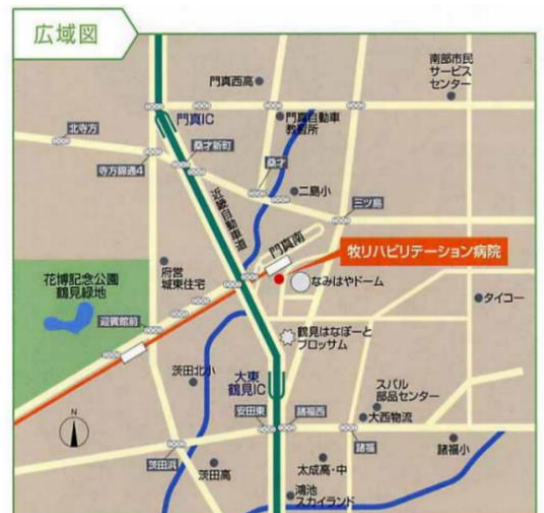 広域図
南部市民
サービス
センター
門真西高
門真IC
門真自動車
教習所
北寺方
桑才新町
寺方錦通4
桑才
二島小
近畿自動車道
三ツ島
門真南
牧リハビリテーション病院
花博記念公園
鶴見緑地
府営
城東住宅
なみはやドーム
タイコー
迎賓館前
鶴見はなぽーと
ブロッサム
茨田北小
大東
鶴見IC
スバル
部品センター
N
安田東
諸福西
大西物流
茨田浜
諸福
諸福小
茨田高
太成高・中
鴻池
スカイランド